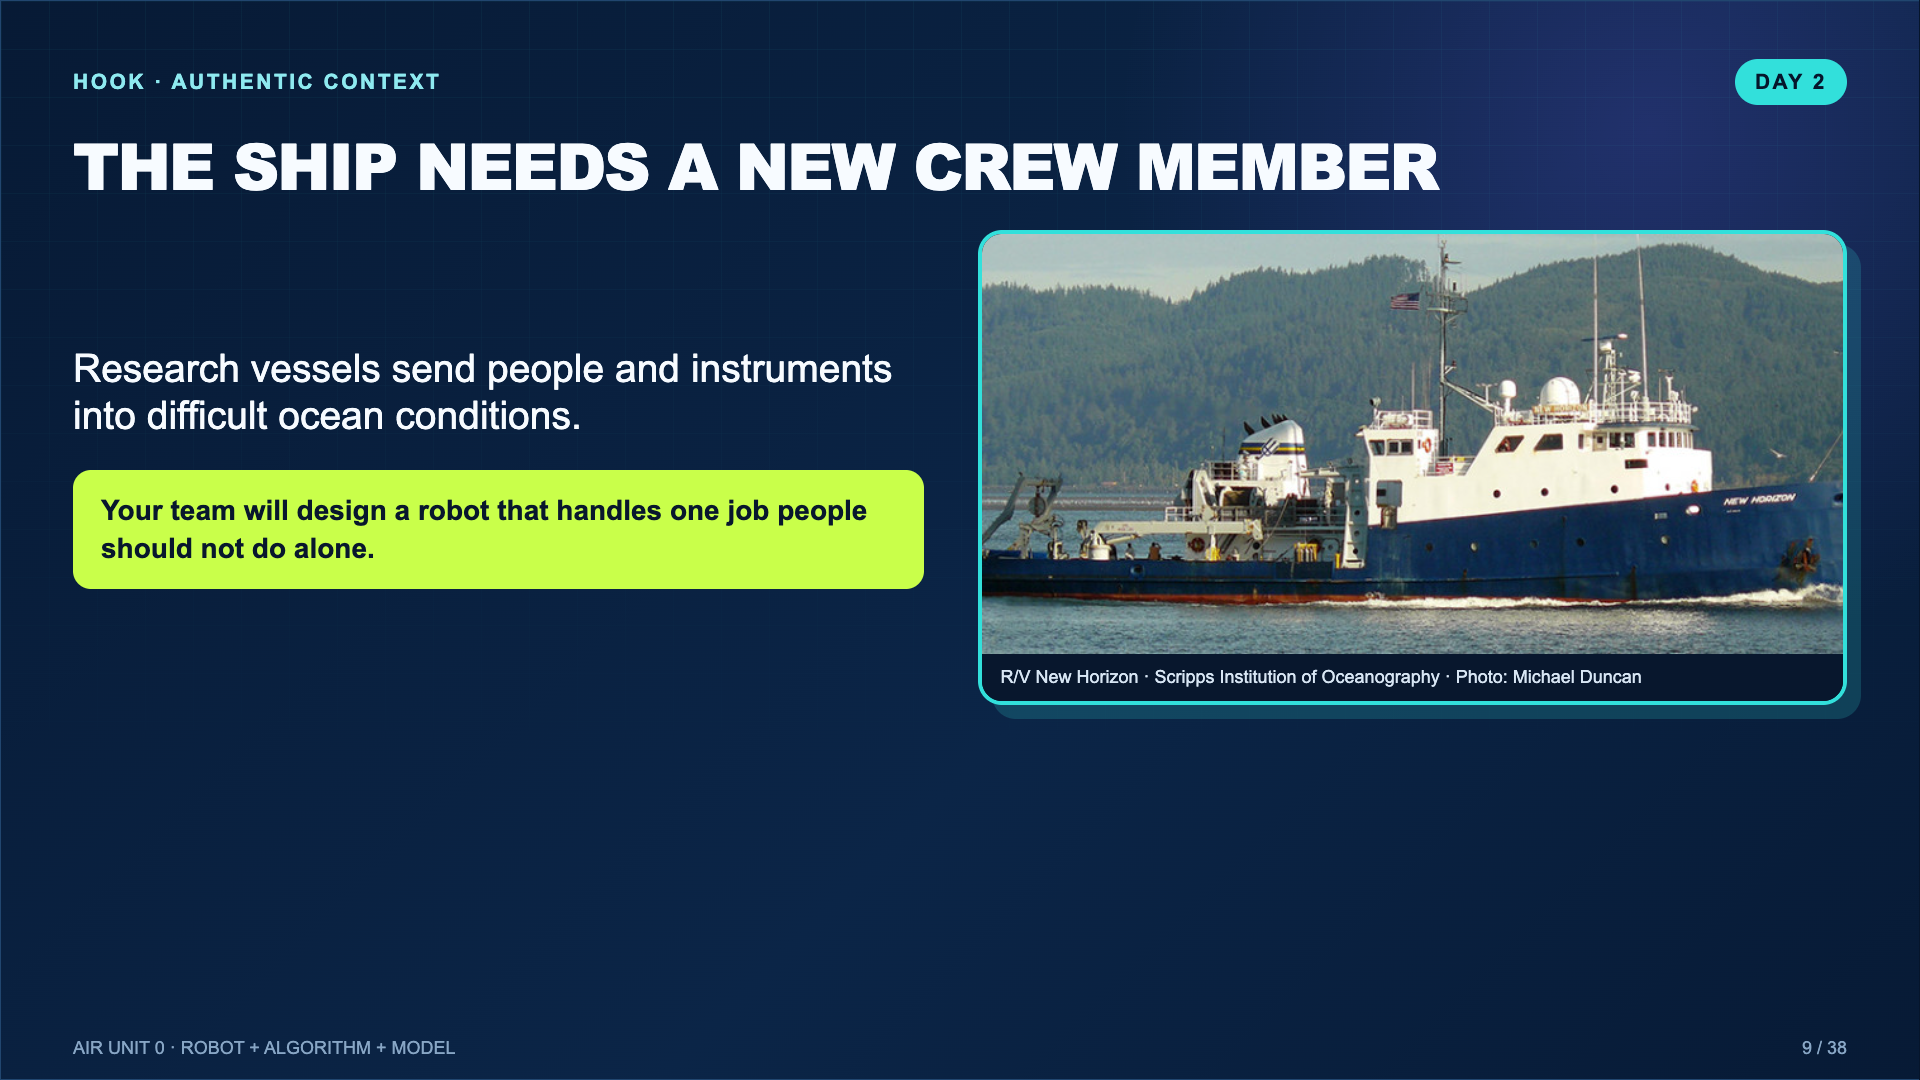 HOOK · AUTHENTIC CONTEXT
DAY 2
THE SHIP NEEDS A NEW CREW MEMBER
Research vessels send people and instruments
into difficult ocean conditions.
Your team will design a robot that handles one job people
should not do alone.
NEW HORIZON
R/V New Horizon · Scripps Institution of Oceanography · Photo: Michael Duncan
AIR UNIT 0 · ROBOT + ALGORITHM + MODEL
9 / 38